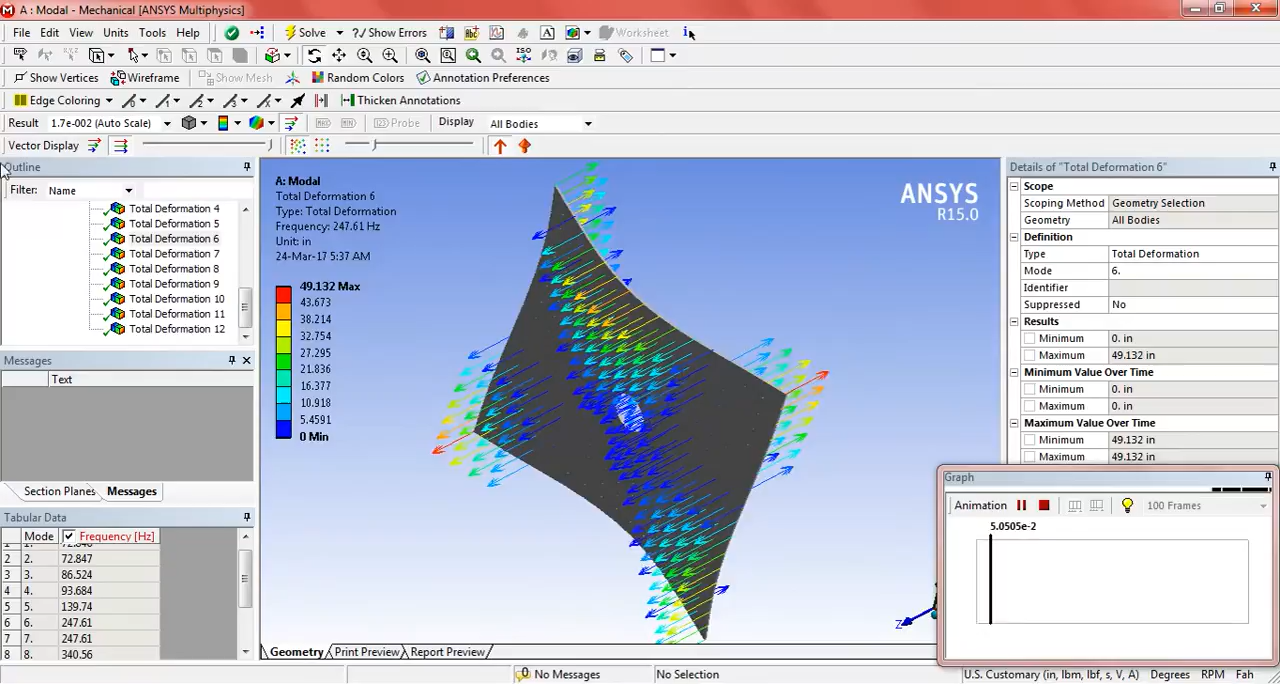 A : Modal - Mechanical [ANSYS Multiphysics]
File Edit View Units Tools Help Solve ?/ Show Errors Worksheet
Show Vertices Wireframe Show Mesh Random Colors Annotation Preferences
Edge Coloring Thicken Annotations
Result 1.7e-002 (Auto Scale) Probe Display All Bodies
Vector Display
Outline
Filter: Name
Total Deformation 4
Total Deformation 5
Total Deformation 6
Total Deformation 7
Total Deformation 8
Total Deformation 9
Total Deformation 10
Total Deformation 11
Total Deformation 12
Messages
Text
Section Planes Messages
Tabular Data
Mode Frequency [Hz]
2 2. 72.847
3 3. 86.524
4 4. 93.684
5 5. 139.74
6 6. 247.61
7 7. 247.61
8 8. 340.56
A: Modal
Total Deformation 6
Type: Total Deformation
Frequency: 247.61 Hz
Unit: in
24-Mar-17 5:37 AM
49.132 Max
43.673
38.214
32.754
27.295
21.836
16.377
10.918
5.4591
0 Min
ANSYS
R15.0
Z
Geometry Print Preview Report Preview
Details of "Total Deformation 6"
Scope
Scoping Method Geometry Selection
Geometry All Bodies
Definition
Type Total Deformation
Mode 6.
Identifier
Suppressed No
Results
Minimum 0. in
Maximum 49.132 in
Minimum Value Over Time
Minimum 0. in
Maximum 0. in
Maximum Value Over Time
Minimum 49.132 in
Maximum 49.132 in
Graph
Animation 100 Frames
5.0505e-2
0 No Messages No Selection U.S. Customary (in, lbm, lbf, s, V, A) Degrees RPM Fah